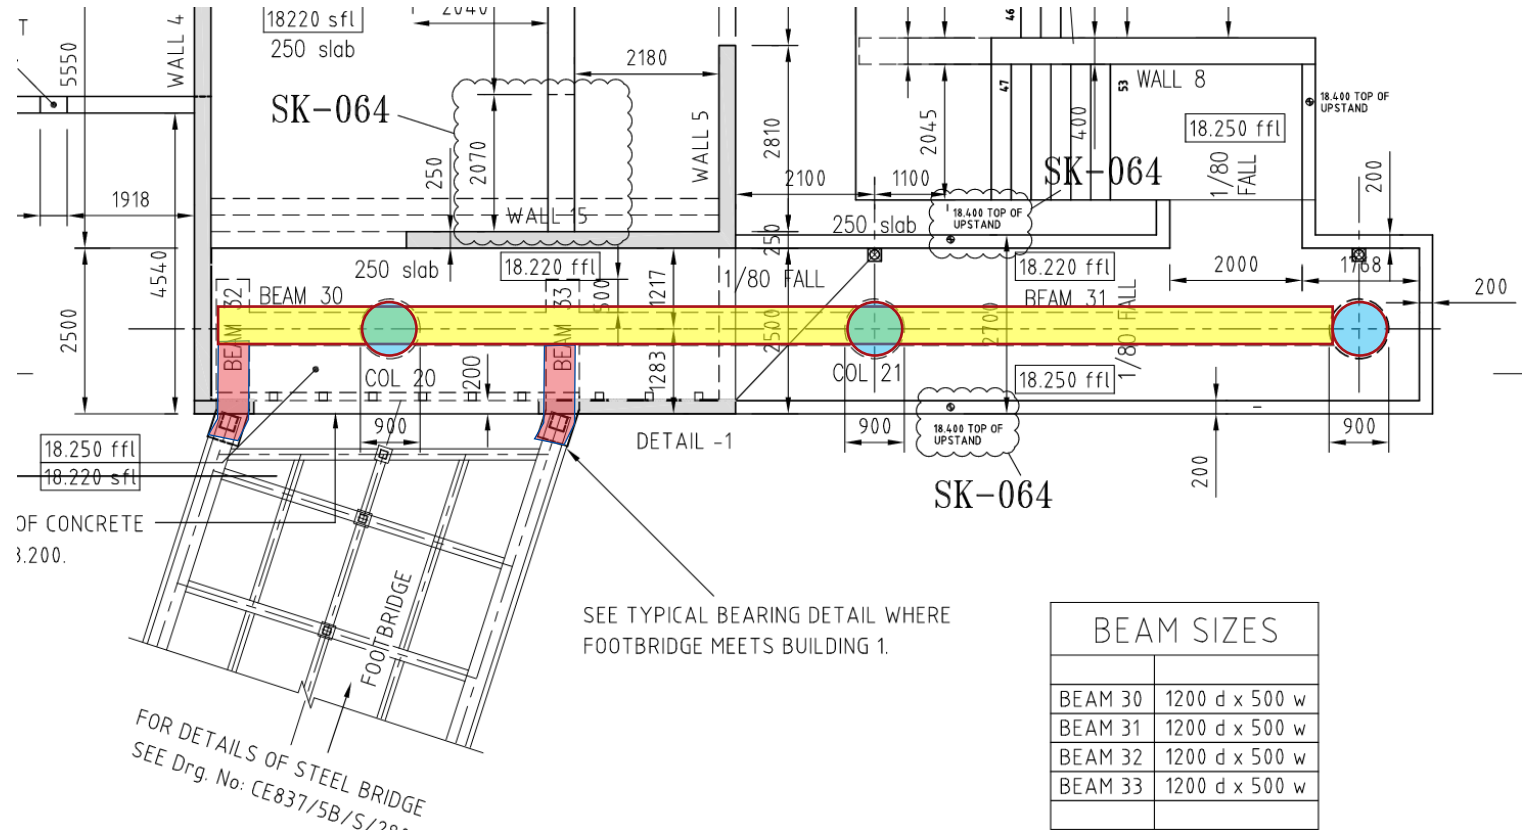 T
5550
WALL 4
18220 sfl
250 slab
2040
2180
SK-064
250
2070
WALL 5
2810
46
47
53
WALL 8
2045
400
18.400 TOP OF
UPSTAND
18.250 ffl
1/80
FALL
SK-064
200
2100
1100
1918
WALL 15
250 slab
18.400 TOP OF
UPSTAND
250
4540
250 slab
18.220 ffl
1217
1/80 FALL
18.220 ffl
2000
1768
200
BEAM 32
BEAM 30
BEAM 33
500
BEAM 31
2500
2500
2700
1/80 FALL
COL 20
200
1283
COL 21
18.250 ffl
900
DETAIL -1
900
18.400 TOP OF
UPSTAND
900
200
18.250 ffl
18.220 sfl
SK-064
OF CONCRETE
3.200.
FOOTBRIDGE
SEE TYPICAL BEARING DETAIL WHERE
FOOTBRIDGE MEETS BUILDING 1.
FOR DETAILS OF STEEL BRIDGE
SEE Drg. No: CE837/5B/S/28
BEAM SIZES
BEAM 30 1200 d x 500 w
BEAM 31 1200 d x 500 w
BEAM 32 1200 d x 500 w
BEAM 33 1200 d x 500 w